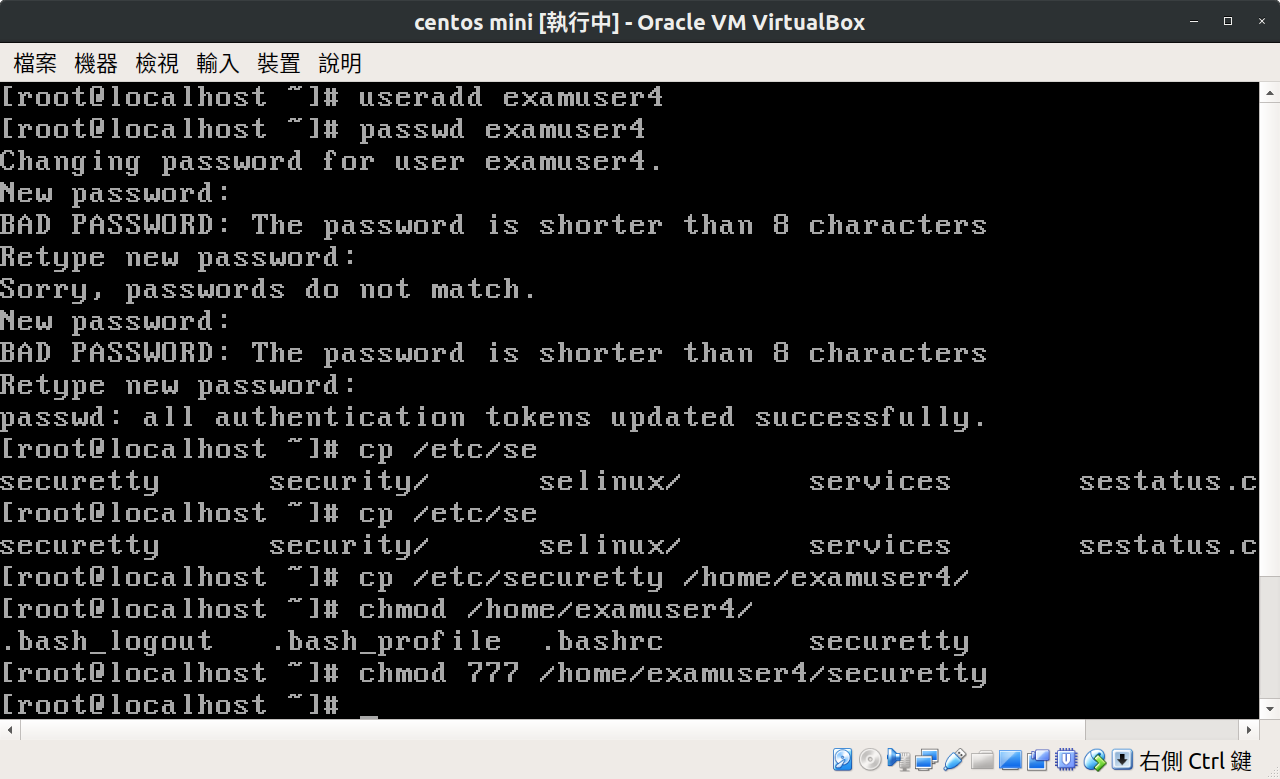 centos mini [執行中] - Oracle VM VirtualBox
檔案 機器 檢視 輸入 裝置 說明
[root@localhost ~]# useradd examuser4
[root@localhost ~]# passwd examuser4
Changing password for user examuser4.
New password:
BAD PASSWORD: The password is shorter than 8 characters
Retype new password:
Sorry, passwords do not match.
New password:
BAD PASSWORD: The password is shorter than 8 characters
Retype new password:
passwd: all authentication tokens updated successfully.
[root@localhost ~]# cp /etc/se
securetty security/ selinux/ services sestatus.c
[root@localhost ~]# cp /etc/se
securetty security/ selinux/ services sestatus.c
[root@localhost ~]# cp /etc/securetty /home/examuser4/
[root@localhost ~]# chmod /home/examuser4/
.bash_logout .bash_profile .bashrc securetty
[root@localhost ~]# chmod 777 /home/examuser4/securetty
[root@localhost ~]# _
右側 Ctrl 鍵